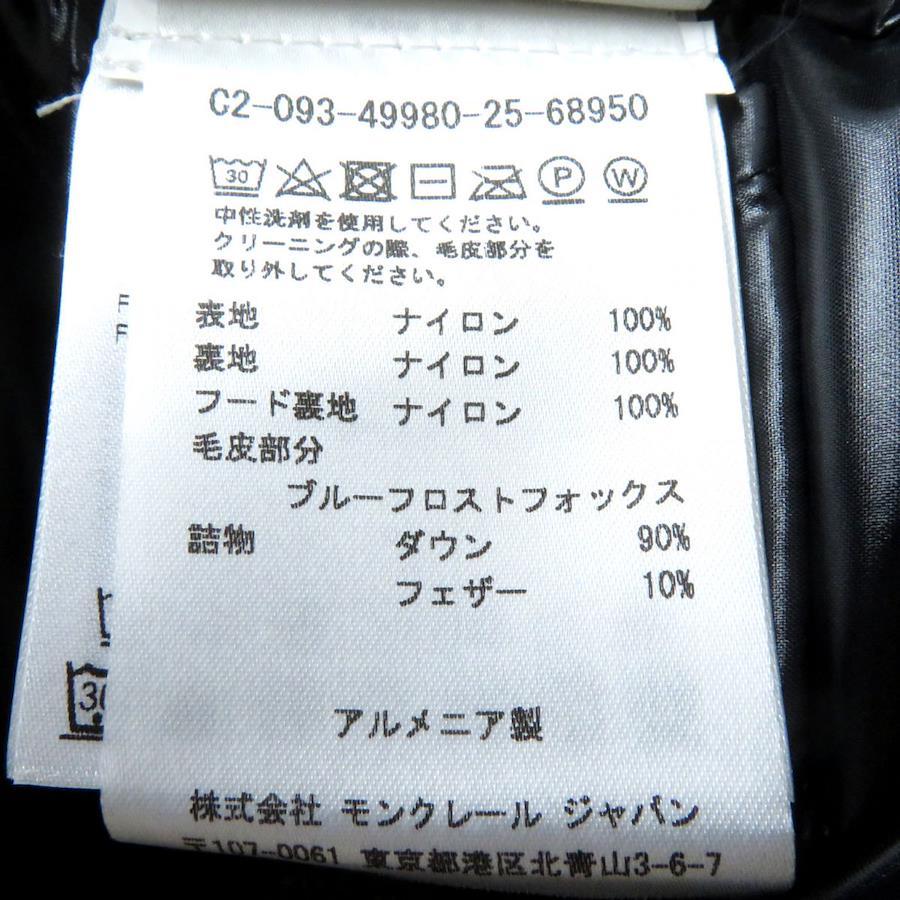 C2-093-49980-25-68950
30 P W
中性洗剤を使用してください。
クリーニングの際、毛皮部分を
取り外してください。
表地 ナイロン 100%
裏地 ナイロン 100%
フード裏地 ナイロン 100%
毛皮部分
ブルーフロストフォックス
詰物 ダウン 90%
フェザー 10%
アルメニア製
株式会社 モンクレール ジャパン
〒107-0061 東京都港区北青山3-6-7
F
F
30